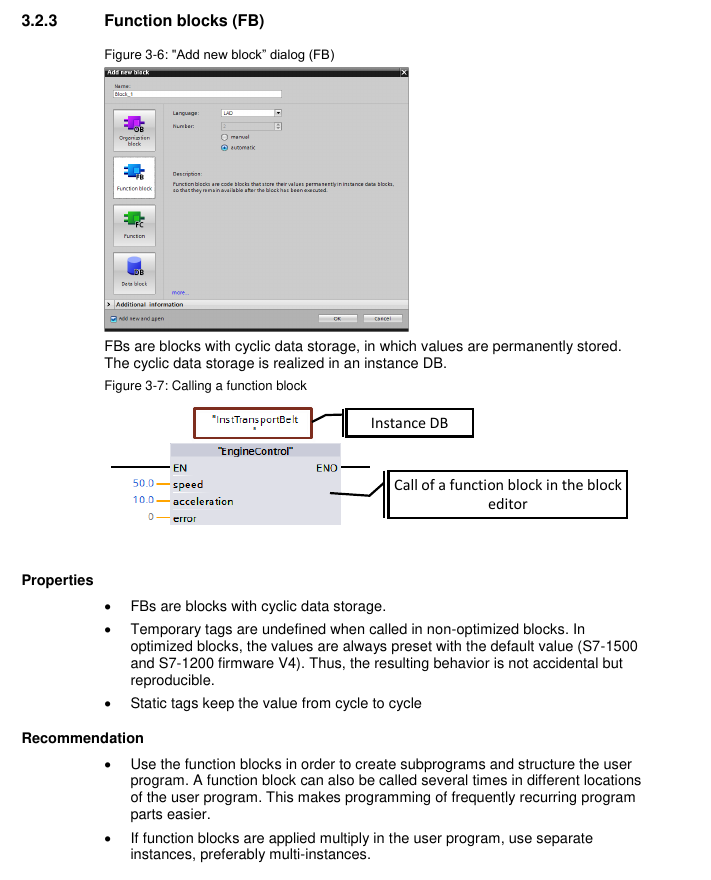 3.2.3 Function blocks (FB)
Figure 3-6: "Add new block” dialog (FB)
Add new block
Name:
Block_1
Organization
block
Function block
Function
Data block
OB
FB
FC
DB
Language: LAD
Number:
manual
automatic
Description:
Function blocks are code blocks that store their values permanently in instance data blocks,
so that they remain available after the block has been executed.
more...
> Additional information
Add new and open
OK
Cancel
FBs are blocks with cyclic data storage, in which values are permanently stored.
The cyclic data storage is realized in an instance DB.
Figure 3-7: Calling a function block
"InstTransportBelt
"
Instance DB
"EngineControl"
EN ENO
50.0 speed
10.0 acceleration
0 error
Call of a function block in the block
editor
Properties
• FBs are blocks with cyclic data storage.
• Temporary tags are undefined when called in non-optimized blocks. In
optimized blocks, the values are always preset with the default value (S7-1500
and S7-1200 firmware V4). Thus, the resulting behavior is not accidental but
reproducible.
• Static tags keep the value from cycle to cycle
Recommendation
• Use the function blocks in order to create subprograms and structure the user
program. A function block can also be called several times in different locations
of the user program. This makes programming of frequently recurring program
parts easier.
• If function blocks are applied multiply in the user program, use separate
instances, preferably multi-instances.